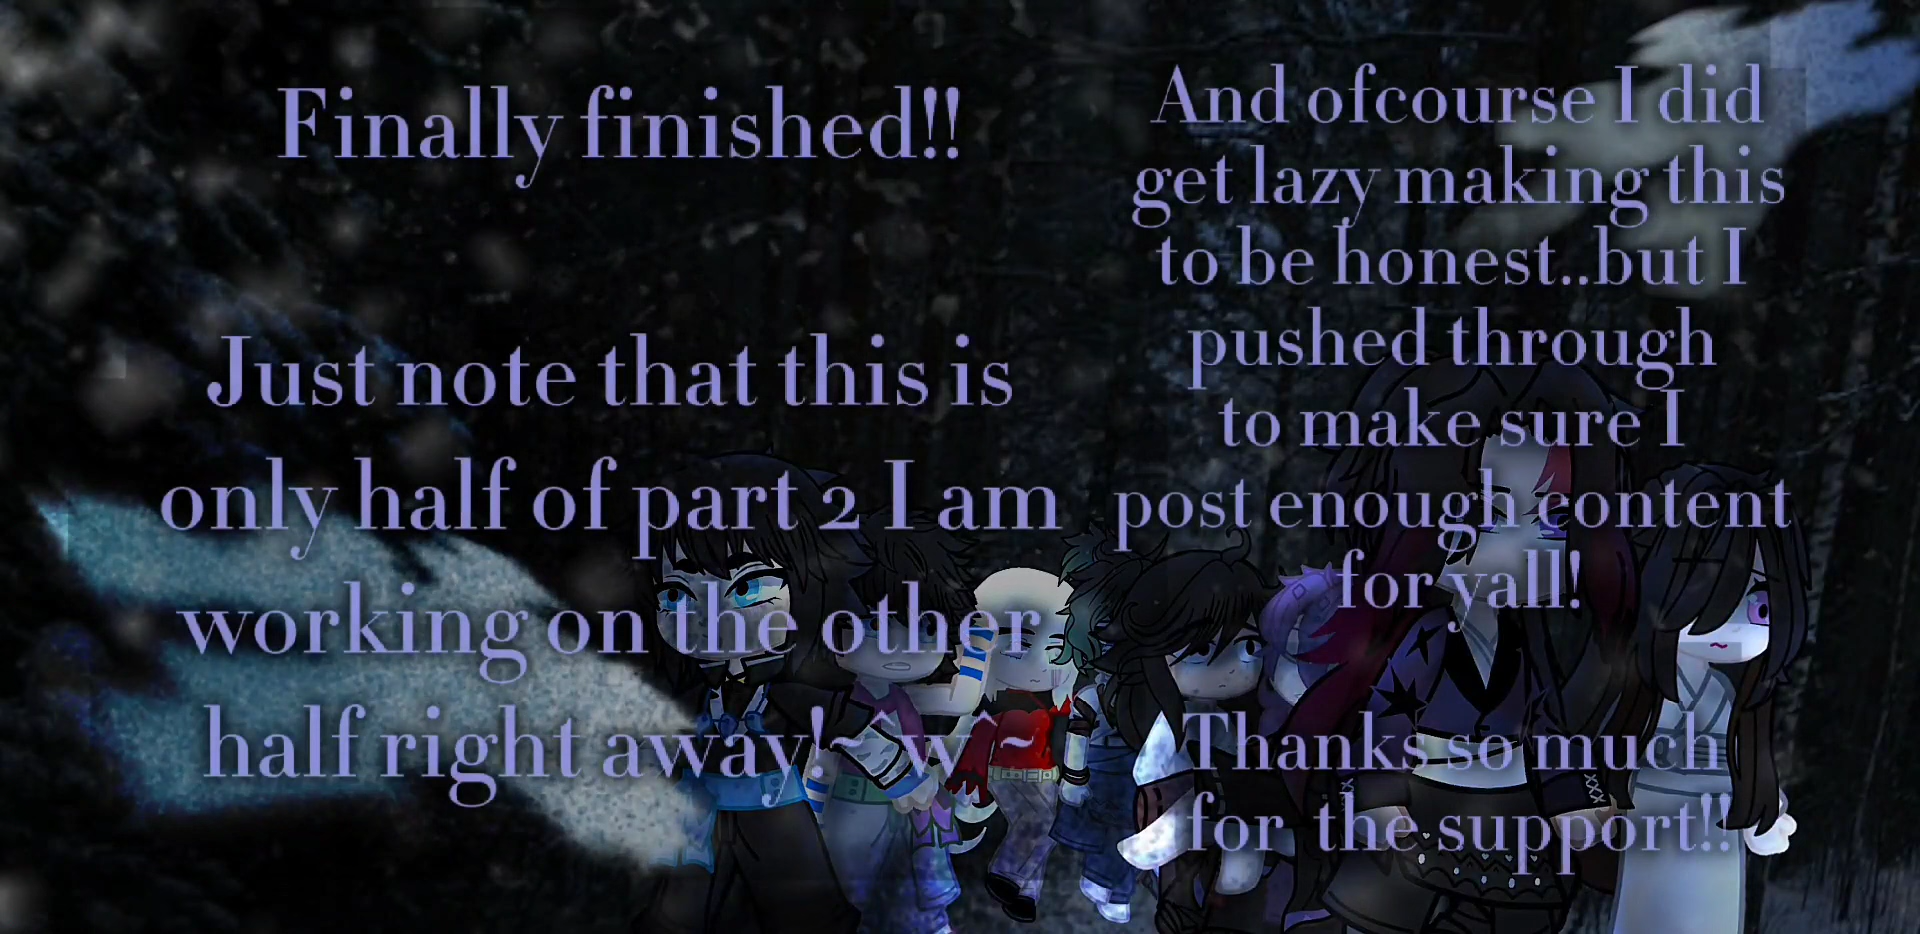 Finally finished!!
Just note that this is
only half of part 2 I am
working on the other
half right away!~^w^~
And ofcourse I did
get lazy making this
to be honest..but I
pushed through
to make sure I
post enough content
for yall!
Thanks so much
for the support!!